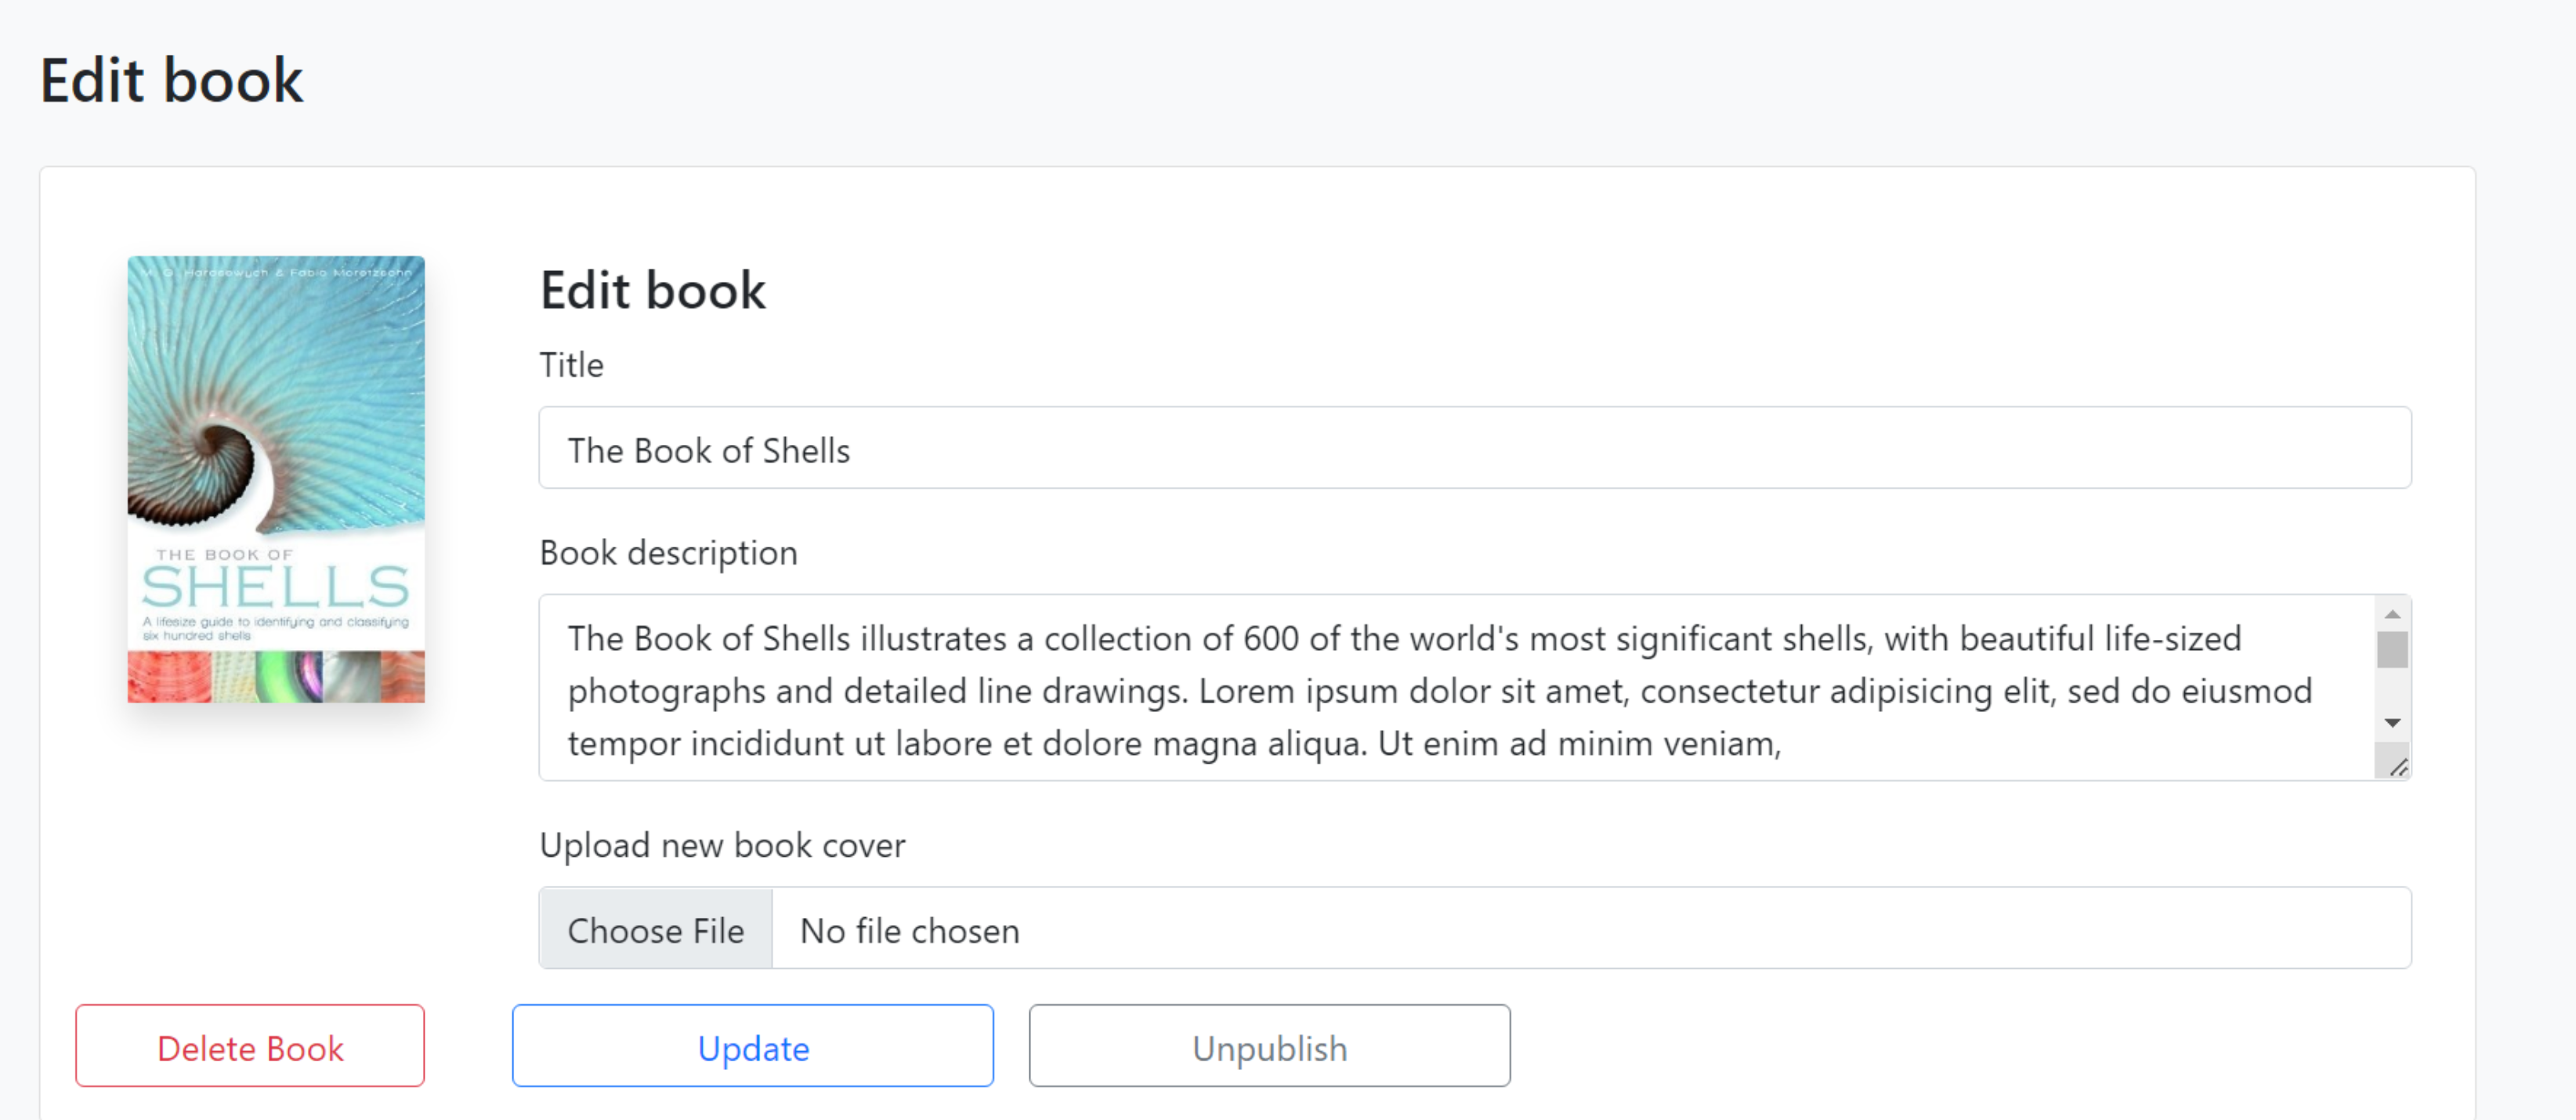 Edit book
M. G. Harasewych & Fabio Moretzsohn
THE BOOK OF
SHELLS
A lifesize guide to identifying and classifying
six hundred shells
Edit book
Title
The Book of Shells
Book description
The Book of Shells illustrates a collection of 600 of the world's most significant shells, with beautiful life-sized
photographs and detailed line drawings. Lorem ipsum dolor sit amet, consectetur adipisicing elit, sed do eiusmod
tempor incididunt ut labore et dolore magna aliqua. Ut enim ad minim veniam,
Upload new book cover
Choose File No file chosen
Delete Book Update Unpublish